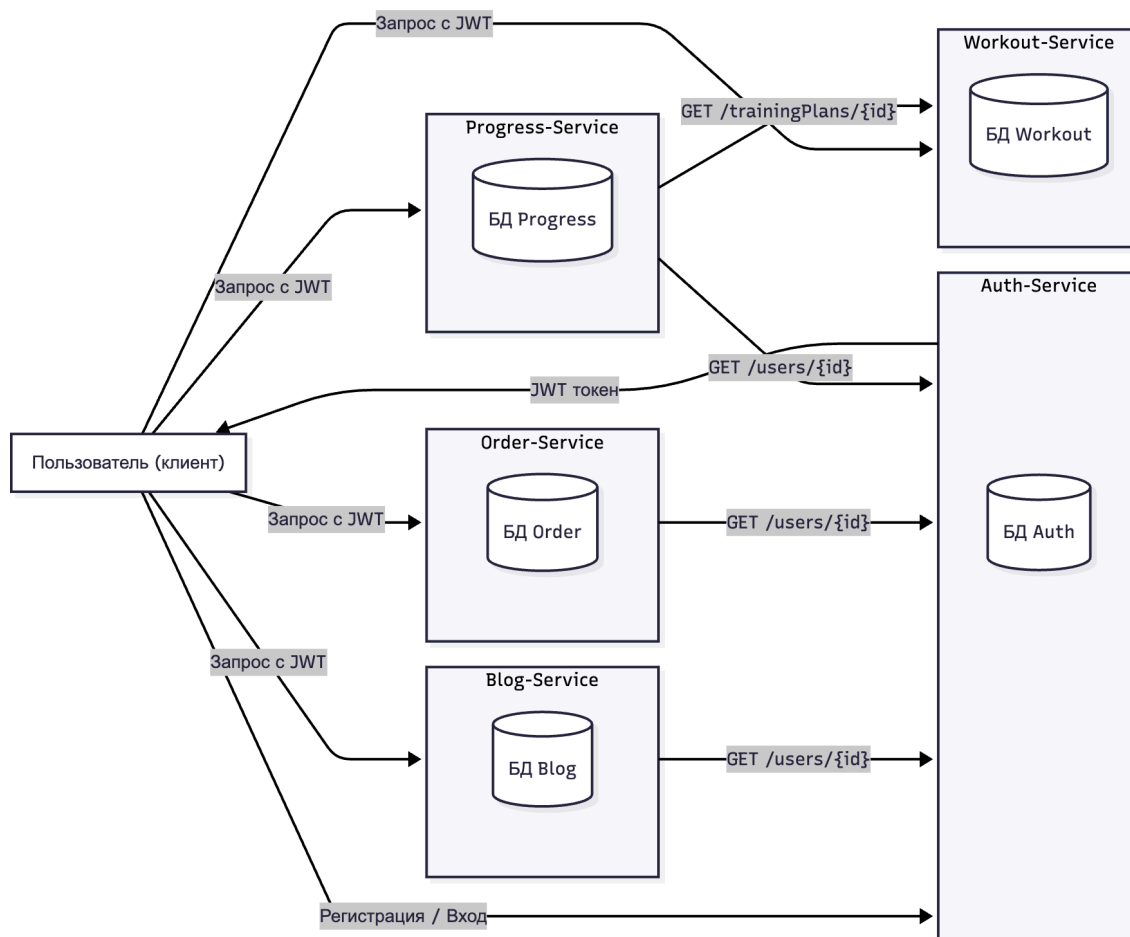 Запрос с JWT
Workout-Service
БД Workout
GET /trainingPlans/{id}
Progress-Service
БД Progress
Запрос с JWT
Auth-Service
GET /users/{id}
JWT токен
Пользователь (клиент)
Order-Service
БД Order
Запрос с JWT
GET /users/{id}
БД Auth
Запрос с JWT
Blog-Service
БД Blog
GET /users/{id}
Регистрация / Вход